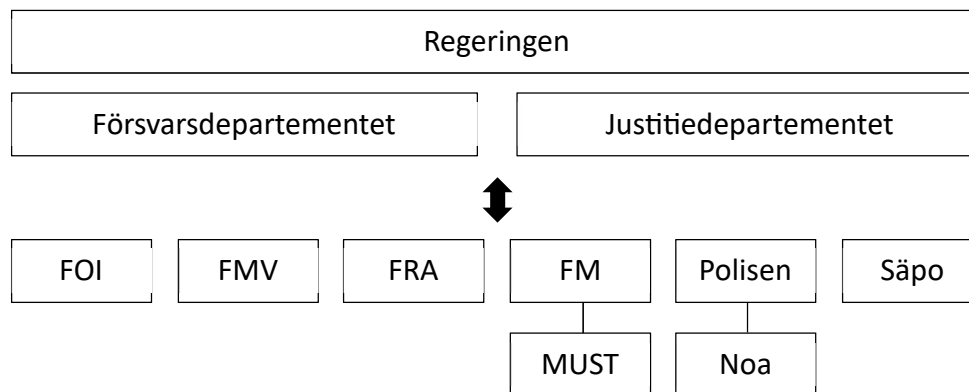 Regeringen
Försvarsdepartementet Justitiedepartementet
FOI FMV FRA FM Polisen Säpo
MUST Noa